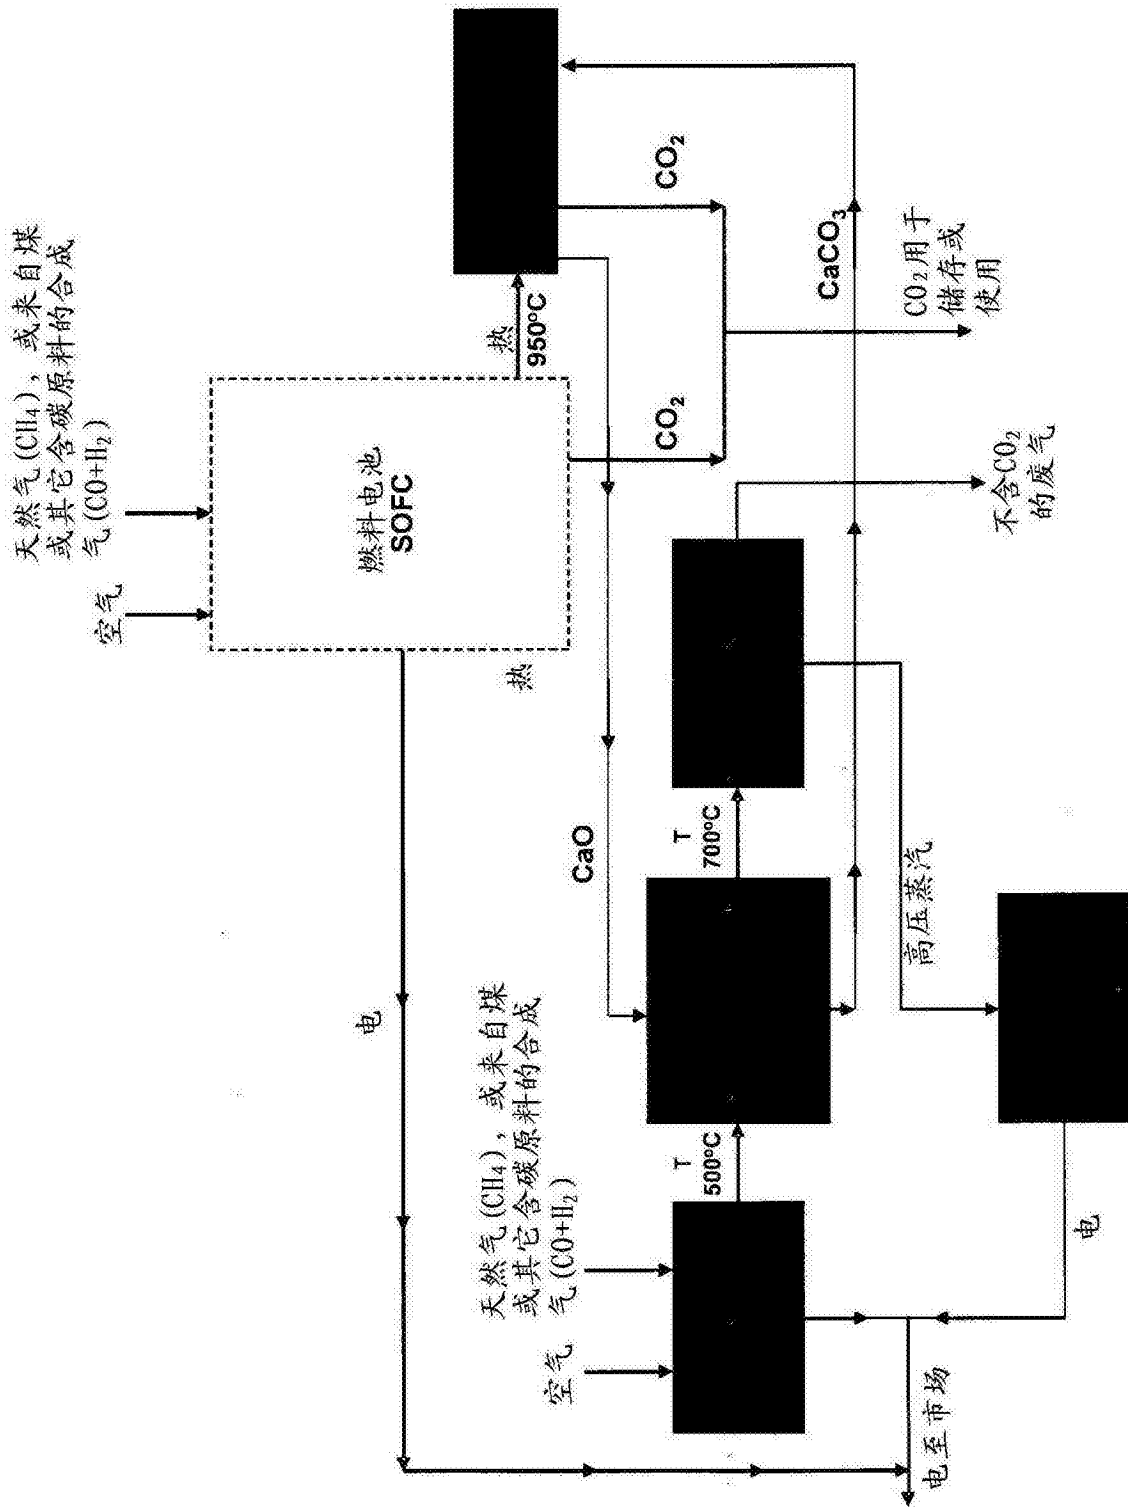 天然气(CH₄)，或来自煤
或其它含碳原料的合成
气(CO+H₂)
空气
燃料电池
SOFC
热
950°C
热
CO₂
CO₂
CaCO₃
CO₂用于
储存或
使用
不含CO₂
的废气
CaO
电
T
700°C
高压蒸汽
天然气(CH₄)，或来自煤
或其它含碳原料的合成
气(CO+H₂)
空气
T
500°C
电
电至市场